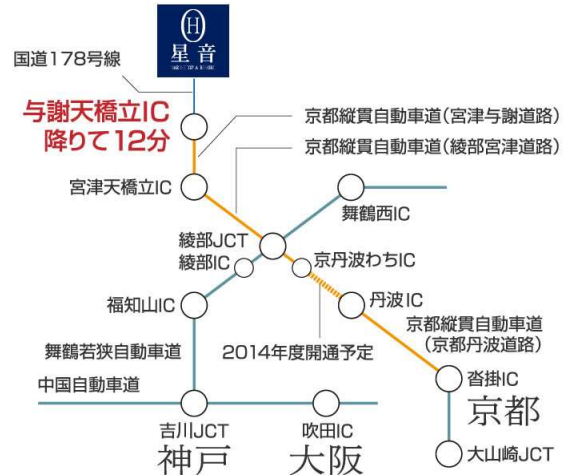 H
星音
国道178号線
与謝天橋立IC
降りて12分
京都縦貫自動車道(宮津与謝道路)
京都縦貫自動車道(綾部宮津道路)
宮津天橋立IC
舞鶴西IC
綾部JCT
綾部IC
京丹波わちIC
福知山IC
丹波IC
京都縦貫自動車道
(京都丹波道路)
舞鶴若狭自動車道
2014年度開通予定
中国自動車道
沓掛IC
京都
吉川JCT
吹田IC
大山崎JCT
神戸
大阪